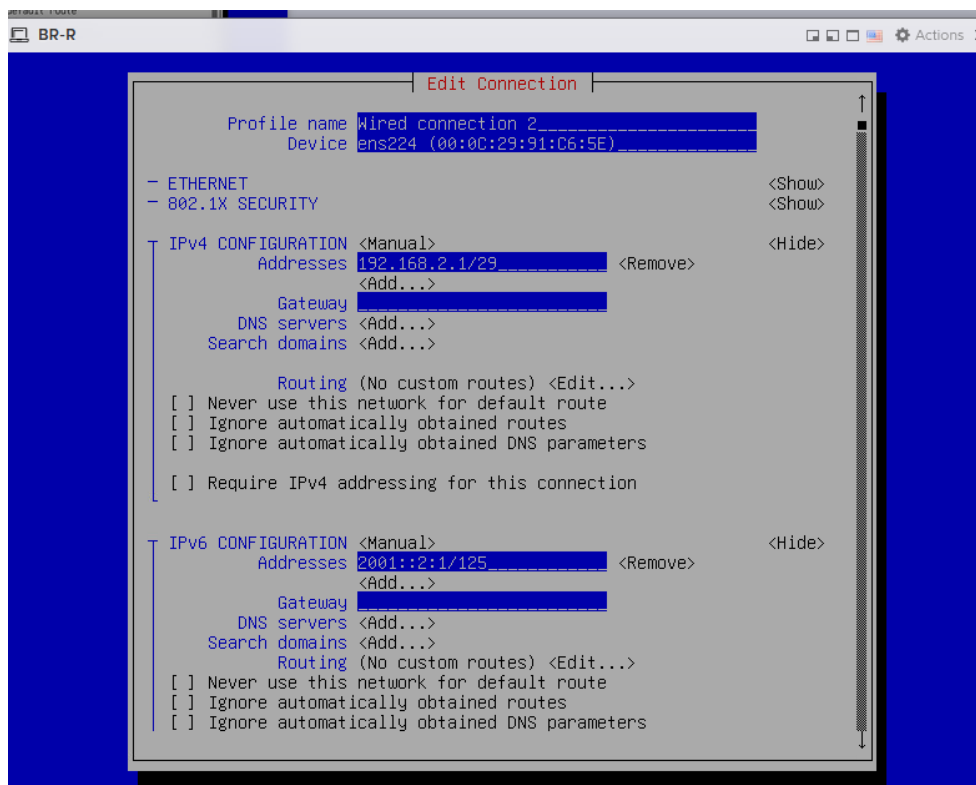 default route
BR-R
Actions
Edit Connection
Profile name Wired connection 2
Device ens224 (00:0C:29:91:C6:5E)
ETHERNET <Show>
802.1X SECURITY <Show>
IPv4 CONFIGURATION <Manual> <Hide>
Addresses 192.168.2.1/29 <Remove>
<Add...>
Gateway
DNS servers <Add...>
Search domains <Add...>
Routing (No custom routes) <Edit...>
[ ] Never use this network for default route
[ ] Ignore automatically obtained routes
[ ] Ignore automatically obtained DNS parameters
[ ] Require IPv4 addressing for this connection
IPv6 CONFIGURATION <Manual> <Hide>
Addresses 2001::2:1/125 <Remove>
<Add...>
Gateway
DNS servers <Add...>
Search domains <Add...>
Routing (No custom routes) <Edit...>
[ ] Never use this network for default route
[ ] Ignore automatically obtained routes
[ ] Ignore automatically obtained DNS parameters